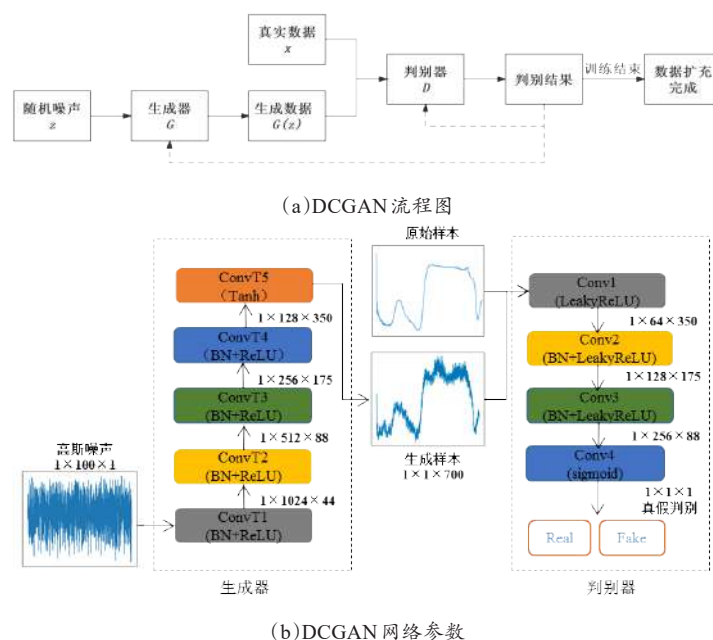 真实数据
x
随机噪声
z
生成器
G
生成数据
G(z)
判别器
D
判别结果
训练结束
数据扩充
完成
(a)DCGAN流程图
原始样本
ConvT5
(Tanh)
1×128×350
ConvT4
(BN+ReLU)
1×256×175
ConvT3
(BN+ReLU)
1×512×88
ConvT2
(BN+ReLU)
1×1024×44
ConvT1
(BN+ReLU)
高斯噪声
1×100×1
生成器
生成样本
1×1×700
Conv1
(LeakyReLU)
1×64×350
Conv2
(BN+LeakyReLU)
1×128×175
Conv3
(BN+LeakyReLU)
1×256×88
Conv4
(sigmoid)
1×1×1
真假判别
Real
Fake
判别器
(b)DCGAN网络参数